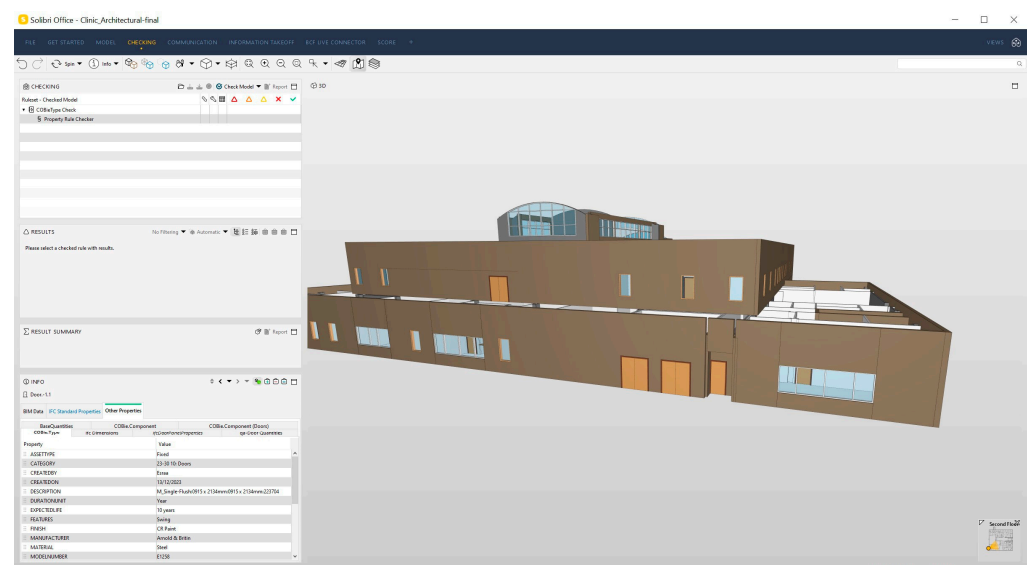 S Solibri Office - Clinic_Architectural-final
FILE GET STARTED MODEL CHECKING COMMUNICATION INFORMATION TAKEOFF BCF LIVE CONNECTOR SCORE + VIEWS
Spin Info
CHECKING Check Model Report 3D
Ruleset - Checked Model
COBieType Check
§ Property Rule Checker
RESULTS No Filtering Automatic
Please select a checked rule with results.
RESULT SUMMARY Report
INFO
Door.-1.1
BIM Data IFC Standard Properties Other Properties
BaseQuantities COBie.Component COBie.Component (Doors)
COBie.Type Ifc Dimensions
Property Value
ASSETTYPE Fixed
CATEGORY 23-30 10: Doors
CREATEDBY Esraa
CREATEDON 13/12/2023
DESCRIPTION M_Single-Flush:0915 x 2134mm:0915 x 2134mm:223704
DURATIONUNIT Year
EXPECTEDLIFE 10 years
FEATURES Swing
FINISH CR Paint
MANUFACTURER Arnold & Britin
MATERIAL Steel
MODELNUMBER E1258
Second Floor